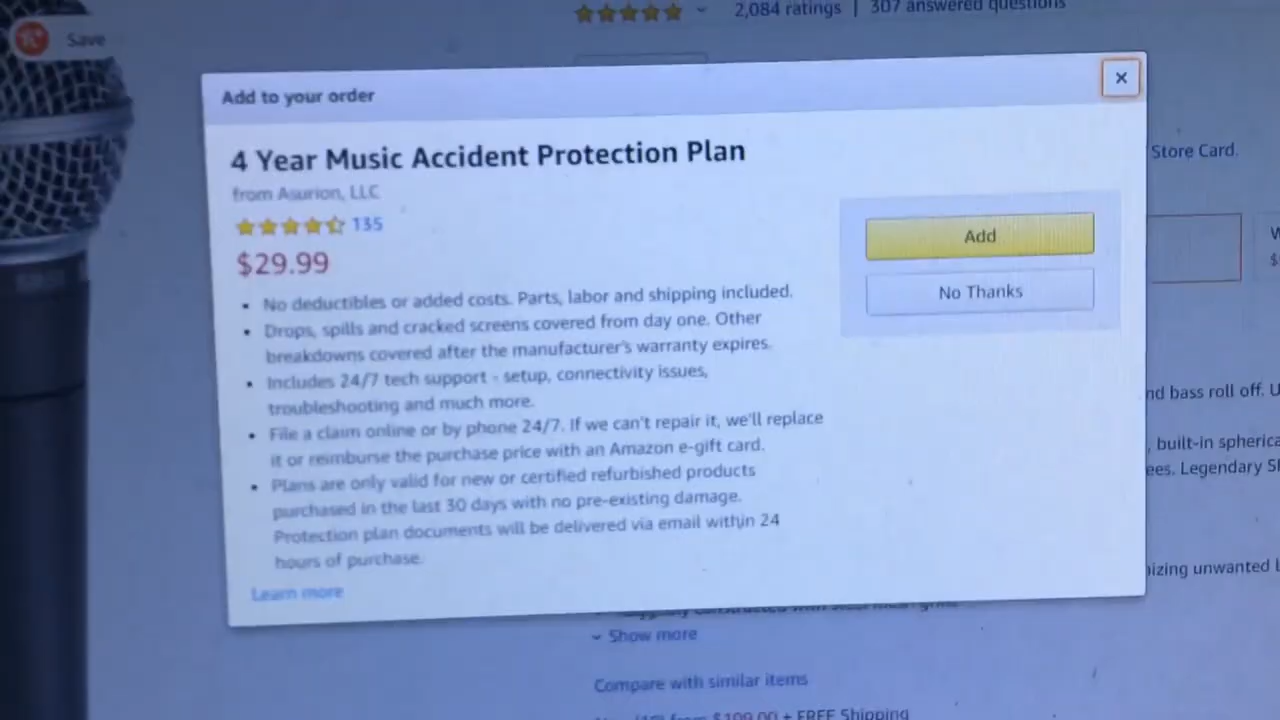 2,084 ratings | 307 answered questions
Save
Add to your order
×
4 Year Music Accident Protection Plan
from Asurion, LLC
135
$29.99
Add
No Thanks
• No deductibles or added costs. Parts, labor and shipping included.
• Drops, spills and cracked screens covered from day one. Other
breakdowns covered after the manufacturer's warranty expires.
• Includes 24/7 tech support - setup, connectivity issues,
troubleshooting and much more.
• File a claim online or by phone 24/7. If we can't repair it, we'll replace
it or reimburse the purchase price with an Amazon e-gift card.
• Plans are only valid for new or certified refurbished products
purchased in the last 30 days with no pre-existing damage.
Protection plan documents will be delivered via email within 24
hours of purchase.
Learn more
Store Card.
nd bass roll off. U
, built-in spherica
ees. Legendary S
izing unwanted
Show more
Compare with similar items
from $109.00 + FREE Shipping